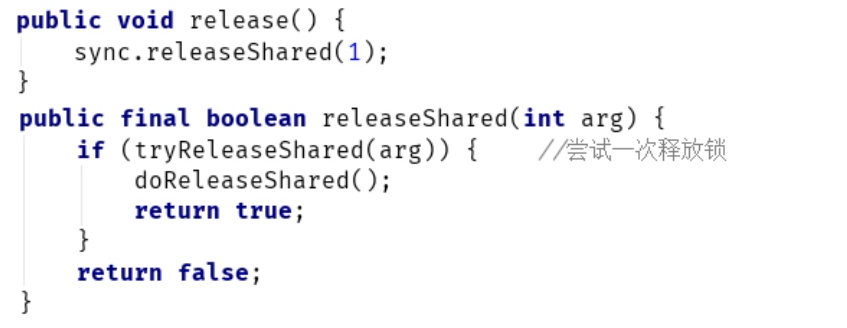 public void release() {
    sync.releaseShared(1);
}
public final boolean releaseShared(int arg) {
    if (tryReleaseShared(arg)) {    //尝试一次释放锁
        doReleaseShared();
        return true;
    }
    return false;
}